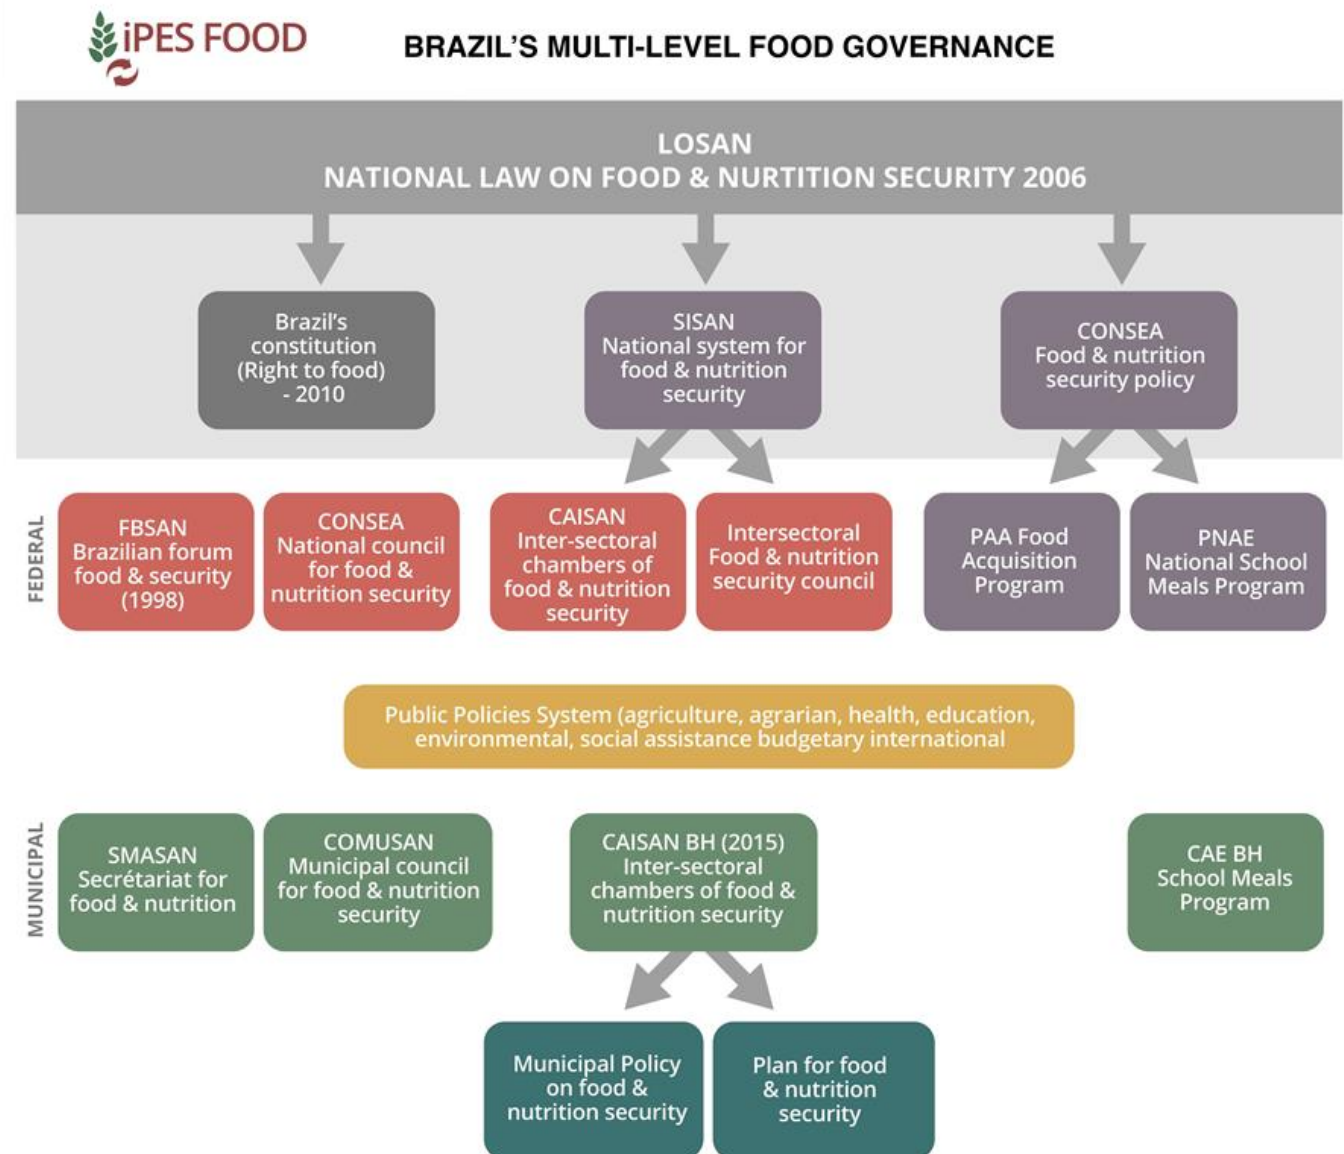 iPES FOOD
BRAZIL'S MULTI-LEVEL FOOD GOVERNANCE
LOSAN
NATIONAL LAW ON FOOD & NURTITION SECURITY 2006
Brazil's
constitution
(Right to food)
- 2010
SISAN
National system for
food & nutrition
security
CONSEA
Food & nutrition
security policy
FEDERAL
FBSAN
Brazilian forum
food & security
(1998)
CONSEA
National council
for food &
nutrition security
CAISAN
Inter-sectoral
chambers of
food & nutrition
security
Intersectoral
Food & nutrition
security council
PAA Food
Acquisition
Program
PNAE
National School
Meals Program
Public Policies System (agriculture, agrarian, health, education,
environmental, social assistance budgetary international
MUNICIPAL
SMASAN
Secrétariat for
food & nutrition
COMUSAN
Municipal council
for food & nutrition
security
CAISAN BH (2015)
Inter-sectoral
chambers of food &
nutrition security
CAE BH
School Meals
Program
Municipal Policy
on food &
nutrition security
Plan for food
& nutrition
security